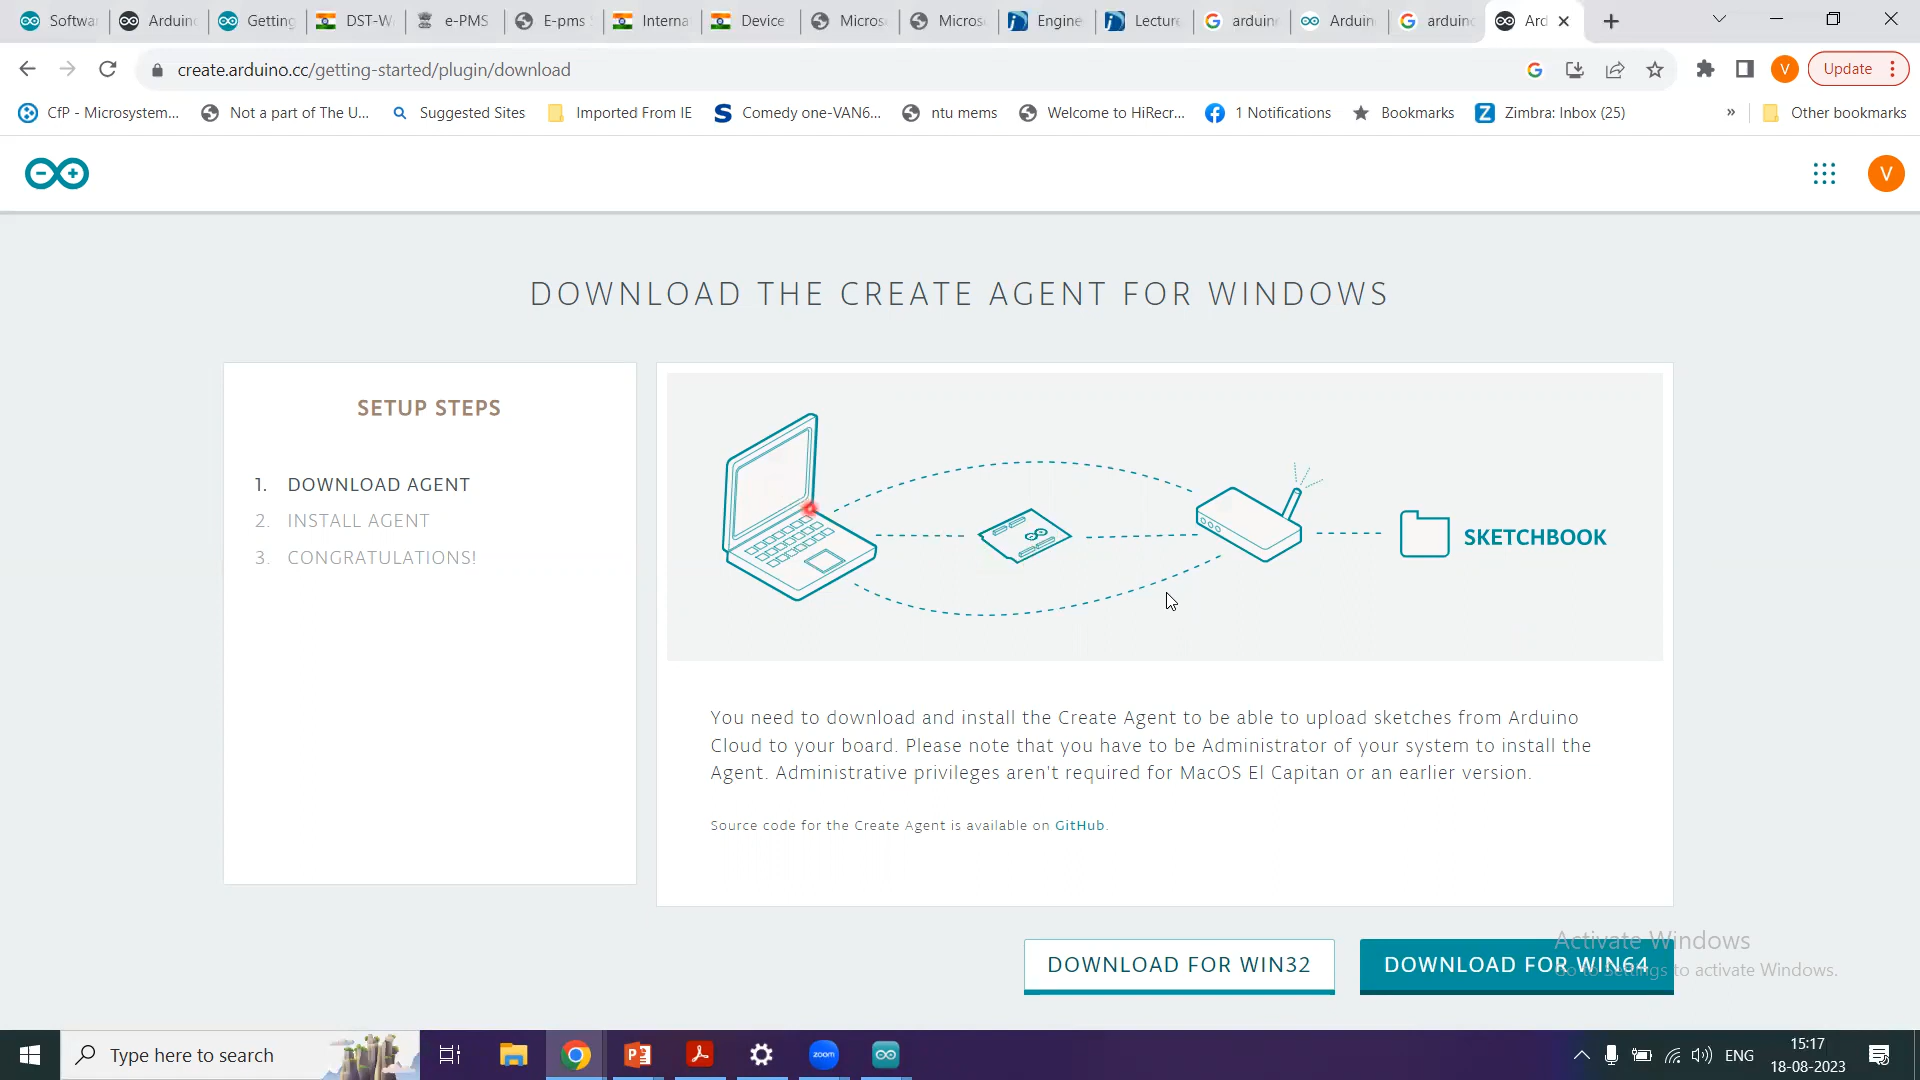 Softwa
Arduin
Getting
DST-W
e-PMS
E-pms
Interna
Device
Micros
Micros
Engine
Lecture
arduin
Arduin
arduino
Ard
create.arduino.cc/getting-started/plugin/download
V
Update
CfP - Microsystem...
Not a part of The U...
Suggested Sites
Imported From IE
Comedy one-VAN6...
ntu mems
Welcome to HiRecr...
1 Notifications
Bookmarks
Zimbra: Inbox (25)
»
Other bookmarks
V
DOWNLOAD THE CREATE AGENT FOR WINDOWS
SETUP STEPS
1. DOWNLOAD AGENT
2. INSTALL AGENT
3. CONGRATULATIONS!
SKETCHBOOK
You need to download and install the Create Agent to be able to upload sketches from Arduino
Cloud to your board. Please note that you have to be Administrator of your system to install the
Agent. Administrative privileges aren't required for MacOS El Capitan or an earlier version.
Source code for the Create Agent is available on GitHub.
DOWNLOAD FOR WIN32
DOWNLOAD FOR WIN64
Activate Windows
Go to Settings to activate Windows.
Type here to search
zoom
ENG
15:17
18-08-2023